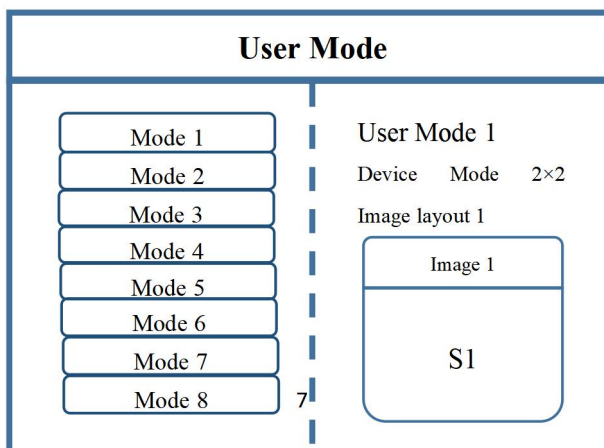 User Mode
Mode 1
Mode 2
Mode 3
Mode 4
Mode 5
Mode 6
Mode 7
Mode 8
7
User Mode 1
Device Mode 2×2
Image layout 1
Image 1
S1